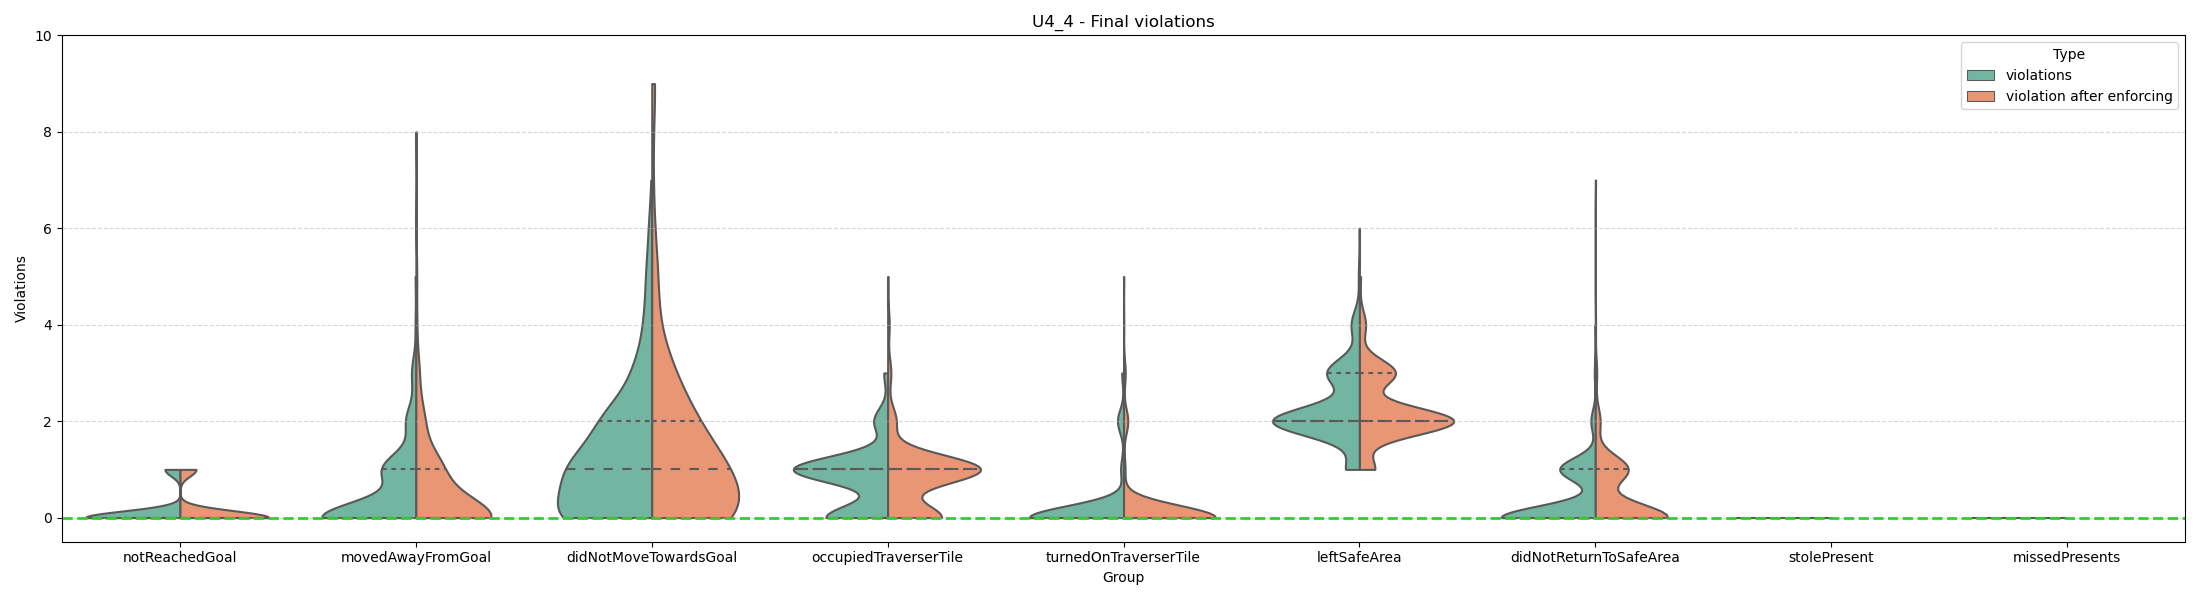 U4_4 - Final violations
10
8
6
4
2
0
Violations
Type
violations
violation after enforcing
notReachedGoal
movedAwayFromGoal
didNotMoveTowardsGoal
occupiedTraverserTile
turnedOnTraverserTile
leftSafeArea
didNotReturnToSafeArea
stolePresent
missedPresents
Group